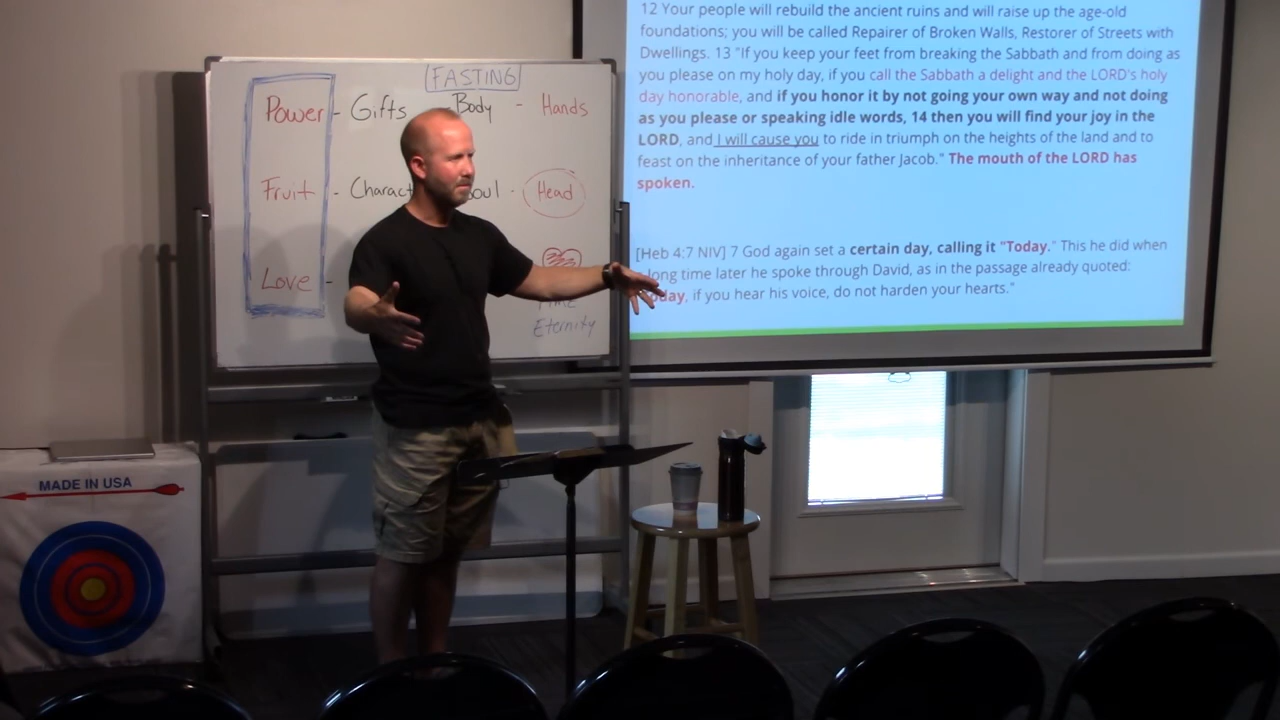 FASTING
Power - Gifts - Body - Hands
Fruit - Charact oul - Head
Love -
Time
Eternity
12 Your people will rebuild the ancient ruins and will raise up the age-old
foundations; you will be called Repairer of Broken Walls, Restorer of Streets with
Dwellings. 13 "If you keep your feet from breaking the Sabbath and from doing as
you please on my holy day, if you call the Sabbath a delight and the LORD's holy
day honorable, and if you honor it by not going your own way and not doing
as you please or speaking idle words, 14 then you will find your joy in the
LORD, and I will cause you to ride in triumph on the heights of the land and to
feast on the inheritance of your father Jacob." The mouth of the LORD has
spoken.
[Heb 4:7 NIV] 7 God again set a certain day, calling it "Today." This he did when
long time later he spoke through David, as in the passage already quoted:
oday, if you hear his voice, do not harden your hearts."
MADE IN USA